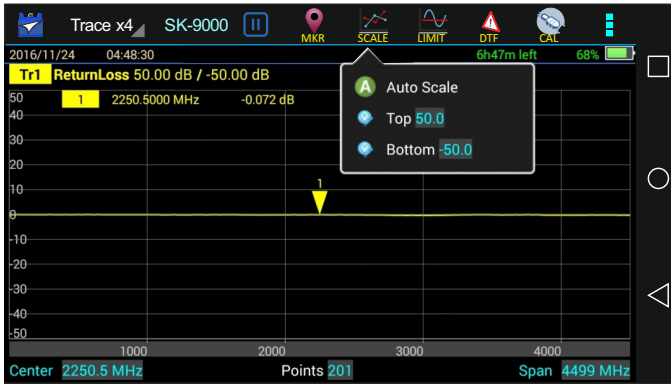 Trace x4 SK-9000 MKR SCALE LIMIT DTF CAL
2016/11/24 04:48:30 6h47m left 68%
Tr1 ReturnLoss 50.00 dB / -50.00 dB
1 2250.5000 MHz -0.072 dB
A Auto Scale
Top 50.0
Bottom -50.0
50
40
30
20
10
0
-10
-20
-30
-40
-50
1
1000 2000 3000 4000
Center 2250.5 MHz Points 201 Span 4499 MHz